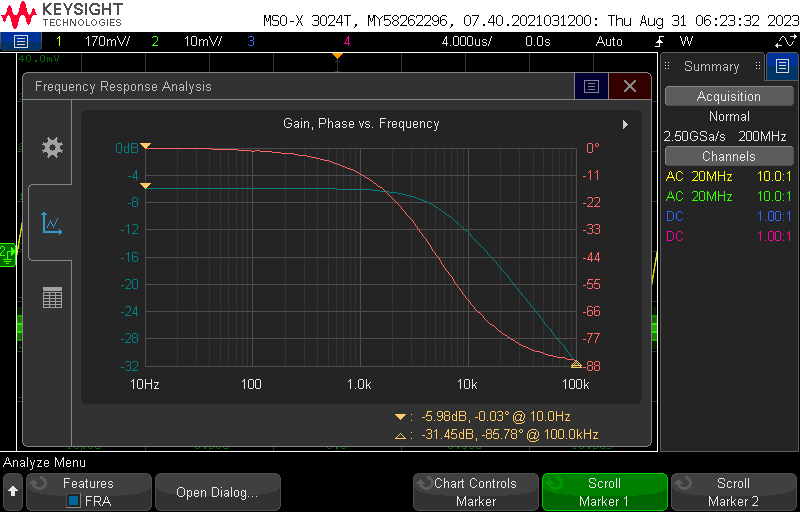 KEYSIGHT
TECHNOLOGIES
MSO-X 3024T, MY58262296, 07.40.2021031200: Thu Aug 31 06:23:32 2023
1 170mV/ 2 10mV/ 3 4 4.000us/ 0.0s Auto W
40.0mV
Summary
Frequency Response Analysis
Acquisition
Normal
2.50GSa/s 200MHz
Channels
AC 20MHz 10.0:1
AC 20MHz 10.0:1
DC 1.00:1
DC 1.00:1
Gain, Phase vs. Frequency
0dB 0°
-4 -11
-8 -22
-12 -33
-16 -44
-20 -55
-24 -66
-28 -77
-32 -88
10Hz 100 1.0k 10k 100k
2
: -5.98dB, -0.03° @ 10.0Hz
: -31.45dB, -85.78° @ 100.0kHz
Analyze Menu
Features
FRA
Open Dialog...
Chart Controls
Marker
Scroll
Marker 1
Scroll
Marker 2